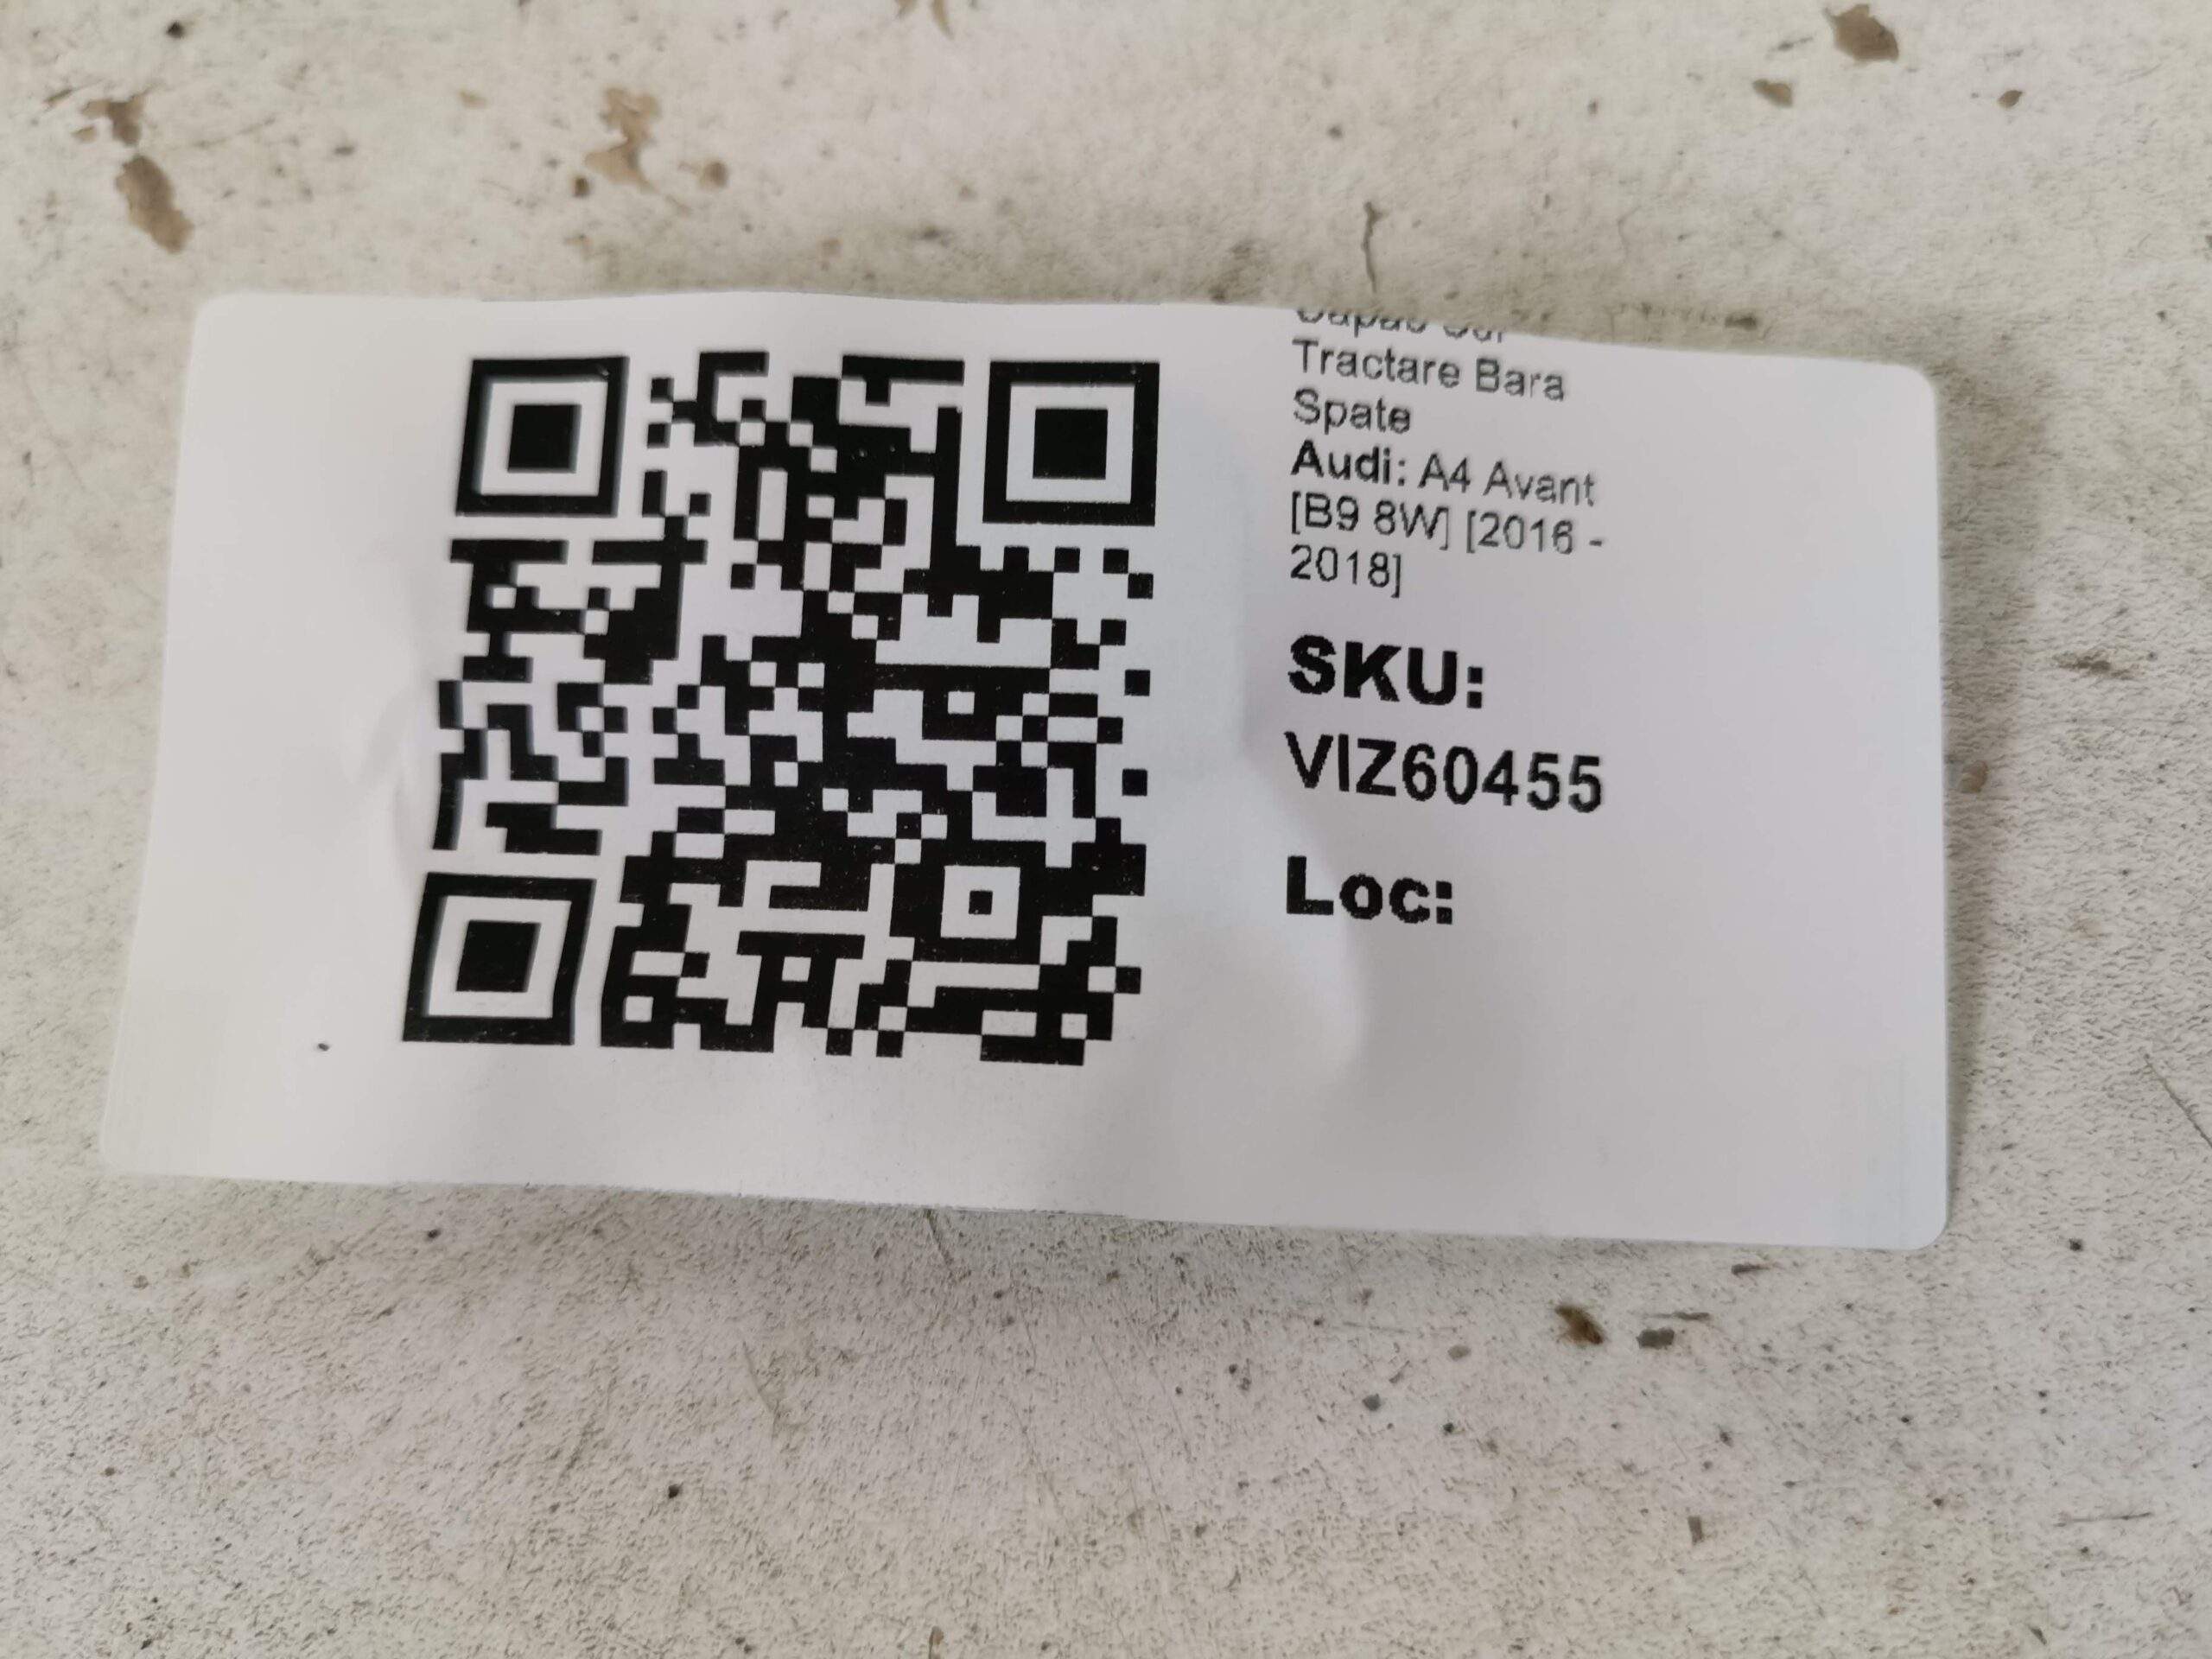 Tractare Bara
Spate
Audi: A4 Avant
[B9 8W] [2016 -
2018]
SKU:
VIZ60455
Loc: